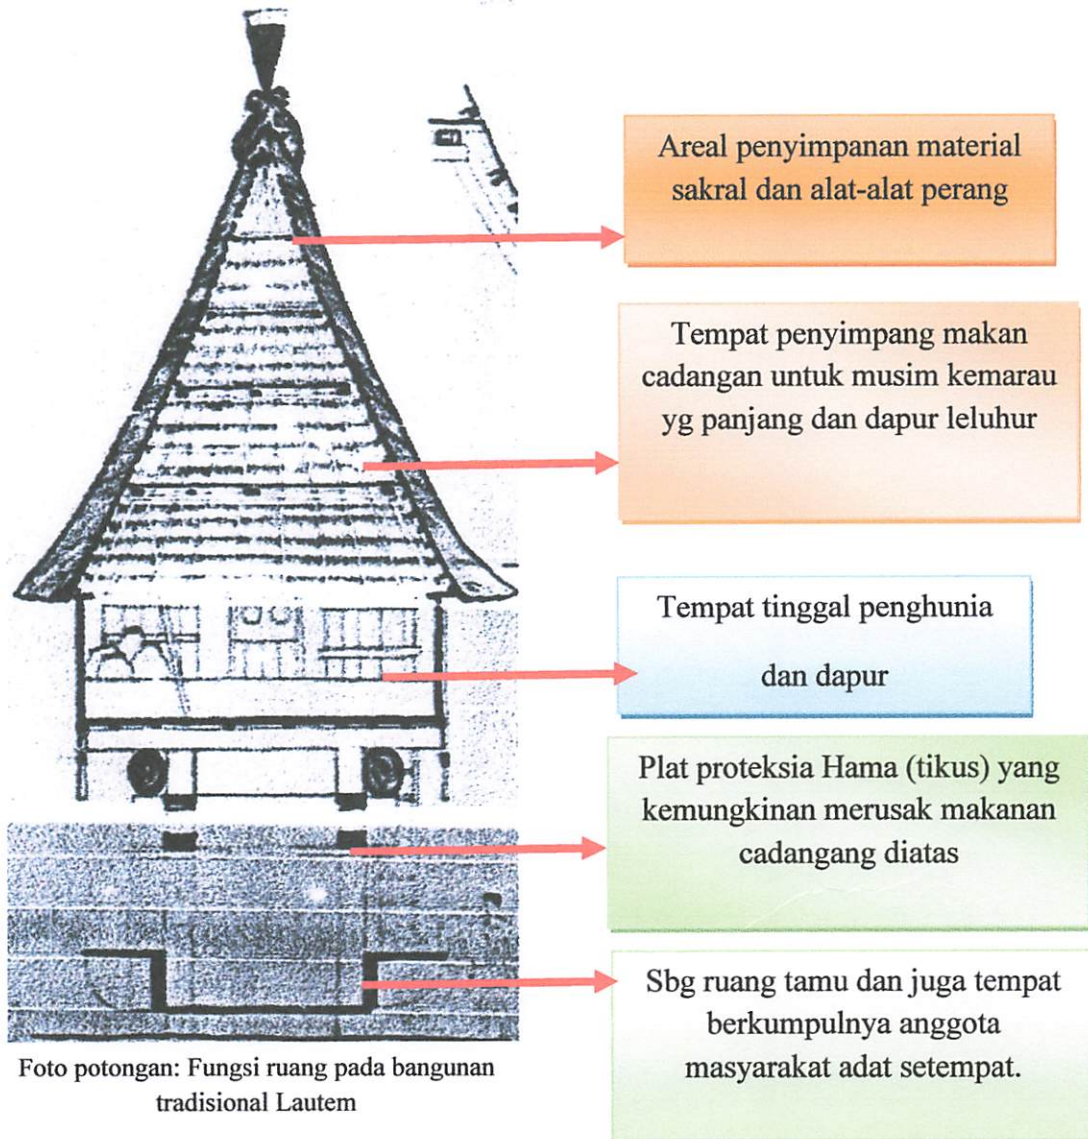 Areal penyimpanan material
sakral dan alat-alat perang
Tempat penyimpang makan
cadangan untuk musim kemarau
yg panjang dan dapur leluhur
Tempat tinggal penghunia
dan dapur
Plat proteksia Hama (tikus) yang
kemungkinan merusak makanan
cadangang diatas
Sbg ruang tamu dan juga tempat
berkumpulnya anggota
masyarakat adat setempat.
Foto potongan: Fungsi ruang pada bangunan
tradisional Lautem